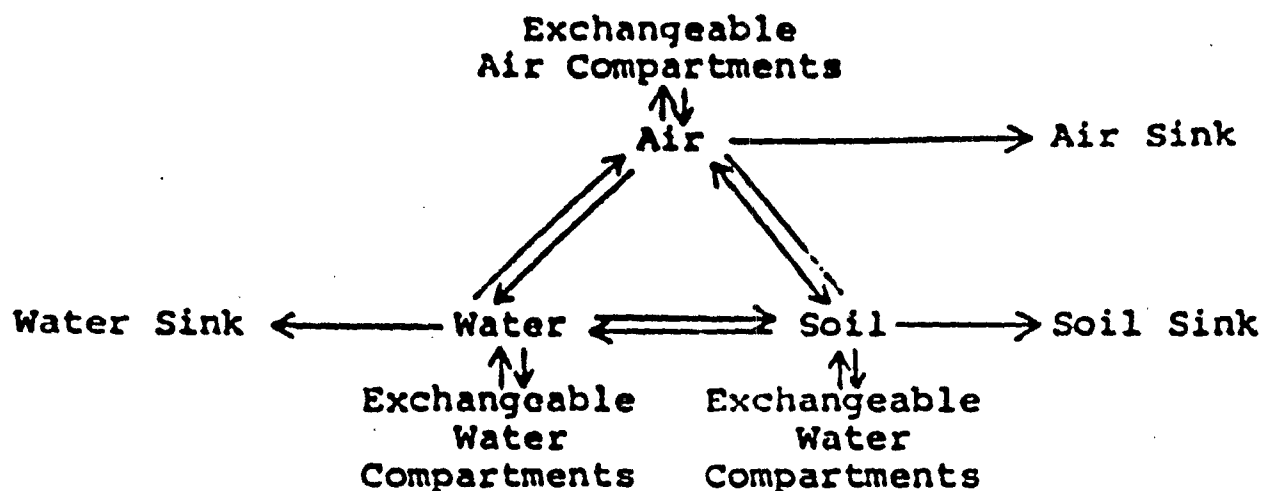 Exchangeable
Air Compartments
Air
Air Sink
Water Sink
Water
Soil
Soil Sink
Exchangeable
Water
Compartments
Exchangeable
Water
Compartments